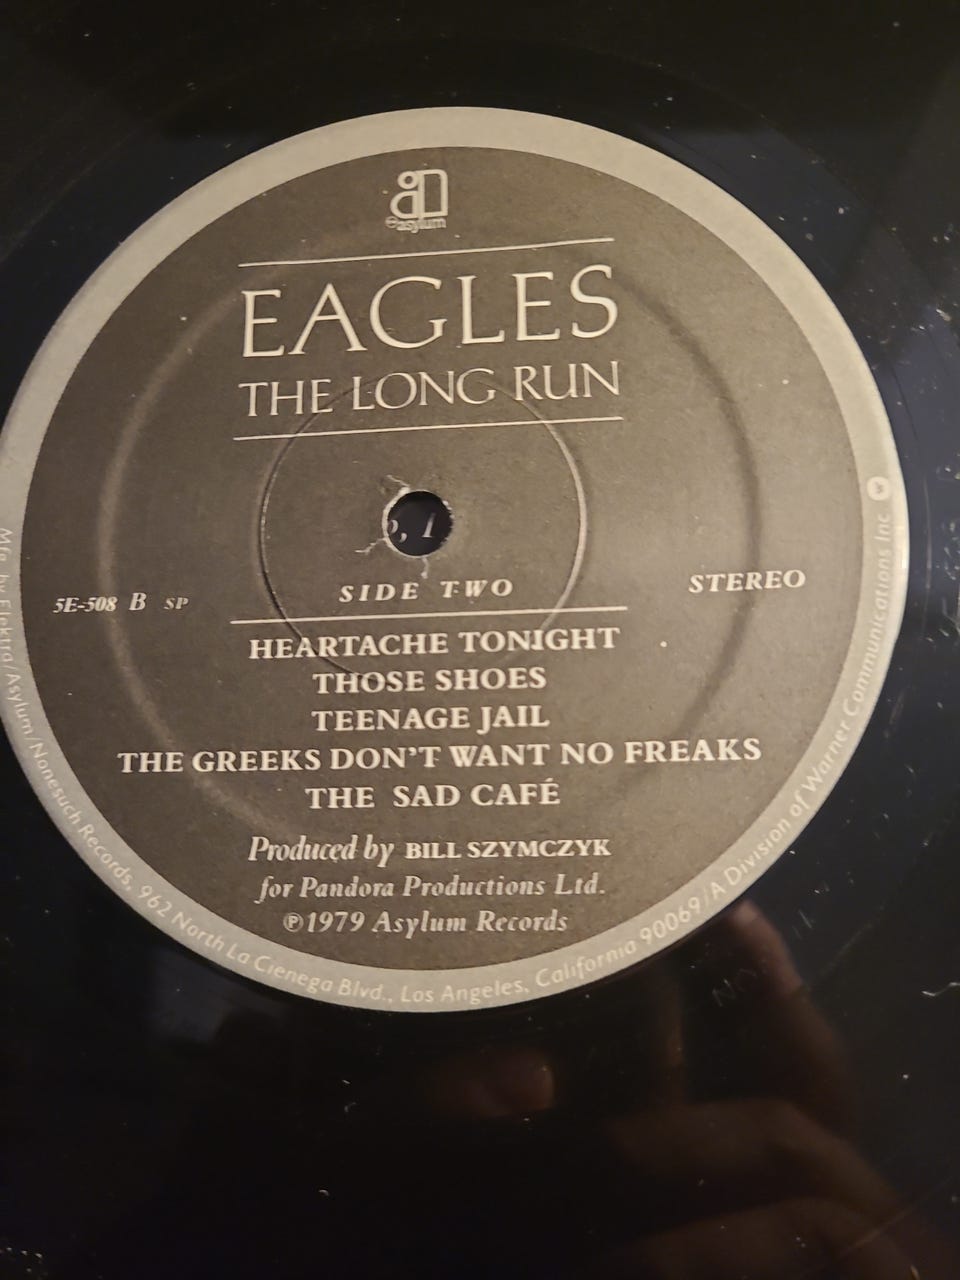 asylum
EAGLES
THE LONG RUN
SIDE TWO
STEREO
5E-508 B SP
HEARTACHE TONIGHT
THOSE SHOES
TEENAGE JAIL
THE GREEKS DON'T WANT NO FREAKS
THE SAD CAFÉ
Produced by BILL SZYMCZYK
for Pandora Productions Ltd.
℗1979 Asylum Records
Mfg. by Elektra/Asylum/Nonesuch Records, 962 North La Cienega Blvd., Los Angeles, California 90069/A Division of Warner Communications Inc